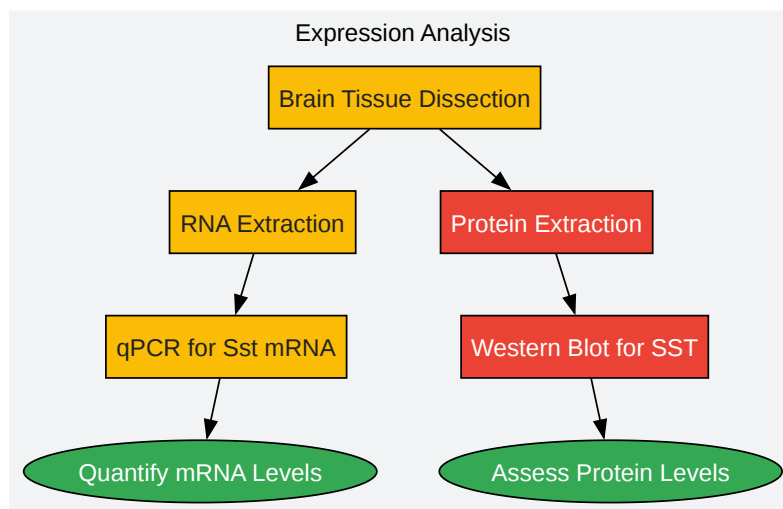 Expression Analysis
Brain Tissue Dissection
RNA Extraction
Protein Extraction
qPCR for Sst mRNA
Western Blot for SST
Quantify mRNA Levels
Assess Protein Levels